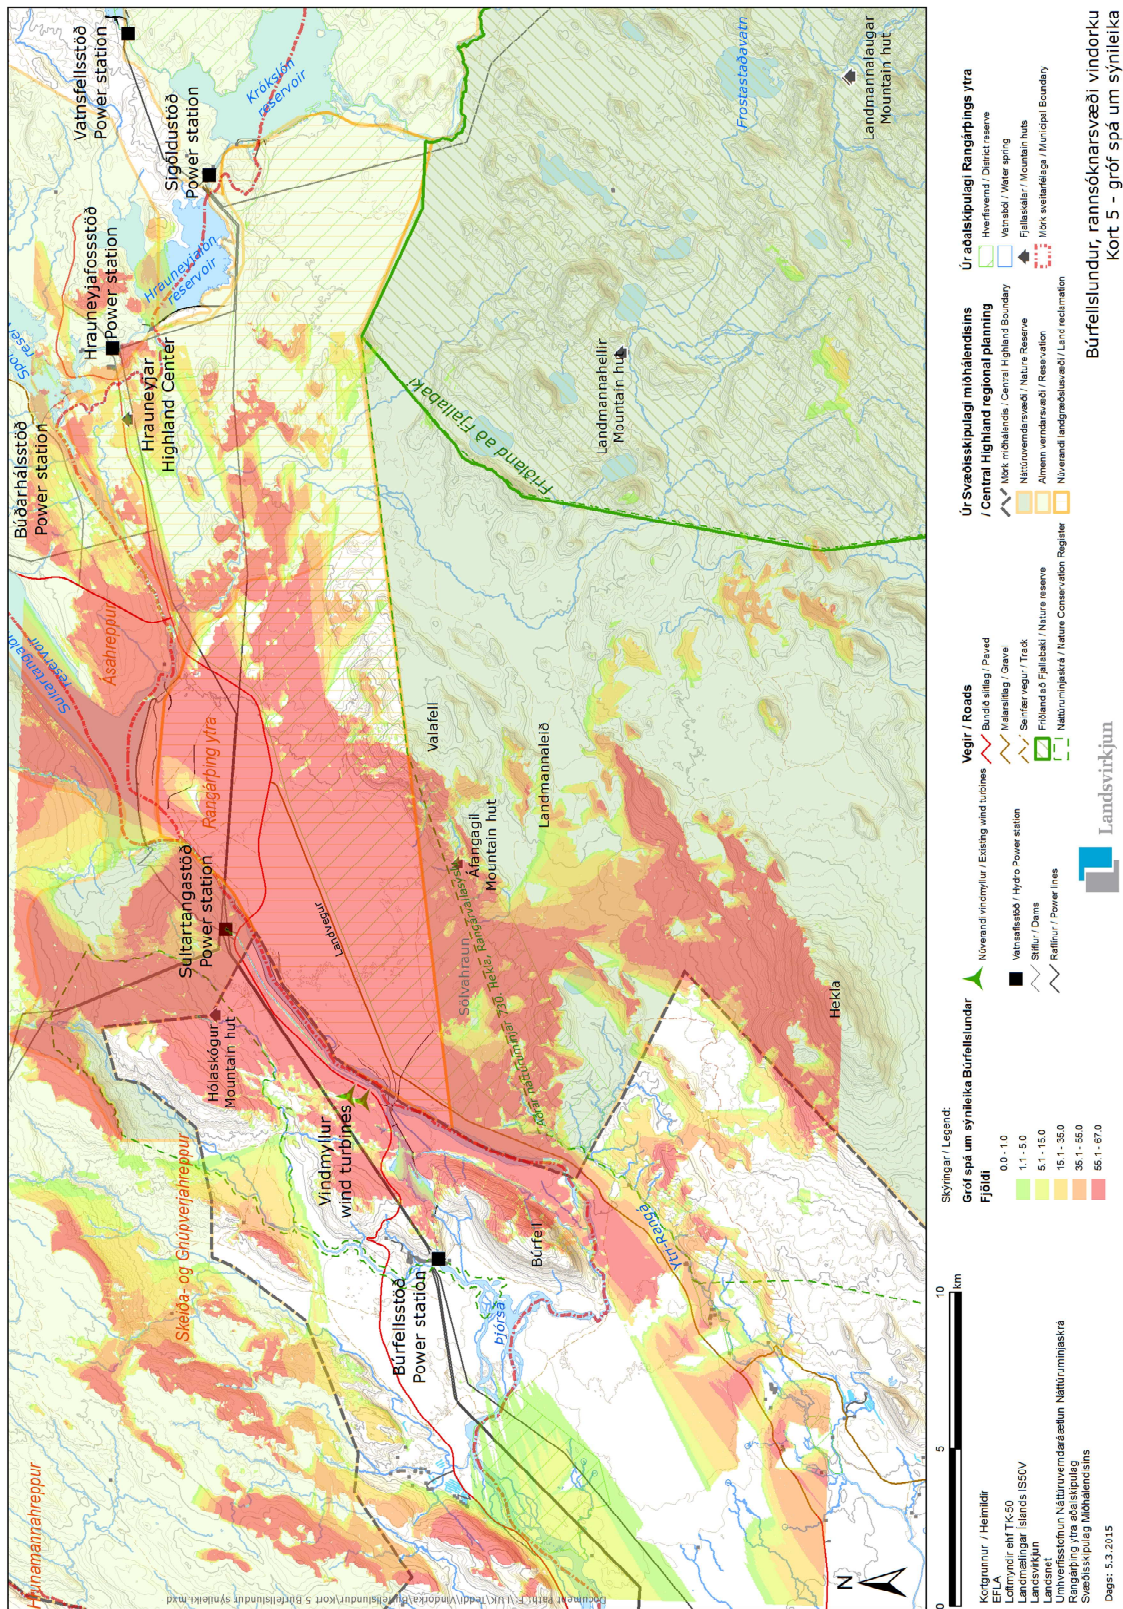 Vatnsfellsstöð
Power station
Sigöldustöð
Power station
Krókslón
reservoir
Hrauneyjafossstöð
Power station
Hrauneyjalón
reservoir
Hrauneyjar
Highland Center
Búðarhálsstöð
Power station
Landmannalaugar
Mountain hut
Frostastaðavatn
Landmannahellir
Mountain hut
Friðland að Fjallabaki
Ásahreppur
reservoir
Rangárþing ytra
Sultartangastöð
Power station
Landvegur
Valafell
Landmannaleið
Áfangagil
Mountain hut
Sölvahraun
Hekla
Hólaskógur
Mountain hut
Vindmyllur
wind turbines
Skeiða- og Gnúpverjahreppur
Búrfell
Ytri-Rangá
Búrfellsstöð
Power station
Þjórsá
Hrunamannahreppur
N
0 5 10
km
Skýringar / Legend:
Gróf spá um sýnileika Búrfellslundar
Fjöldi
0.0 - 1.0
1.1 - 5.0
5.1 - 15.0
15.1 - 35.0
35.1 - 55.0
55.1 - 67.0
Núverandi vindmyllur / Existing wind turbines
Vatnsaflsstöð / Hydro Power station
Stíflur / Dams
Raflínur / Power lines
Vegir / Roads
Bundið slitlag / Paved
Malarslitlag / Gravel
Seinfær vegur / Track
Friðland að Fjallabaki / Nature reserve
Náttúruminjaskrá / Nature Conservation Register
Úr Svæðisskipulagi miðhálendisins
/ Central Highland regional planning
Mörk miðhálendis / Central Highland Boundary
Náttúruverndarsvæði / Nature Reserve
Almenn verndarsvæði / Reservation
Núverandi landgræðslusvæði / Land reclamation
Úr aðalskipulagi Rangárþings ytra
Hverfisvernd / District reserve
Vatnsból / Water spring
Fjallaskálar / Mountain huts
Mörk sveitarfélaga / Municipal Boundary
Kortgrunnur / Heimildir
EFLA
Loftmyndir ehf TK-50
Landmælingar Íslands IS50V
Landsvirkjun
Landsnet
Umhverfisstofnun Náttúruverndaráætlun Náttúruminjaskrá
Rangárþing ytra aðalskipulag
Svæðisskipulag Miðhálendisins
Dags: 5.3.2015
Landsvirkjun
Búrfellslundur, rannsóknarsvæði vindorku
Kort 5 - gróf spá um sýnileika